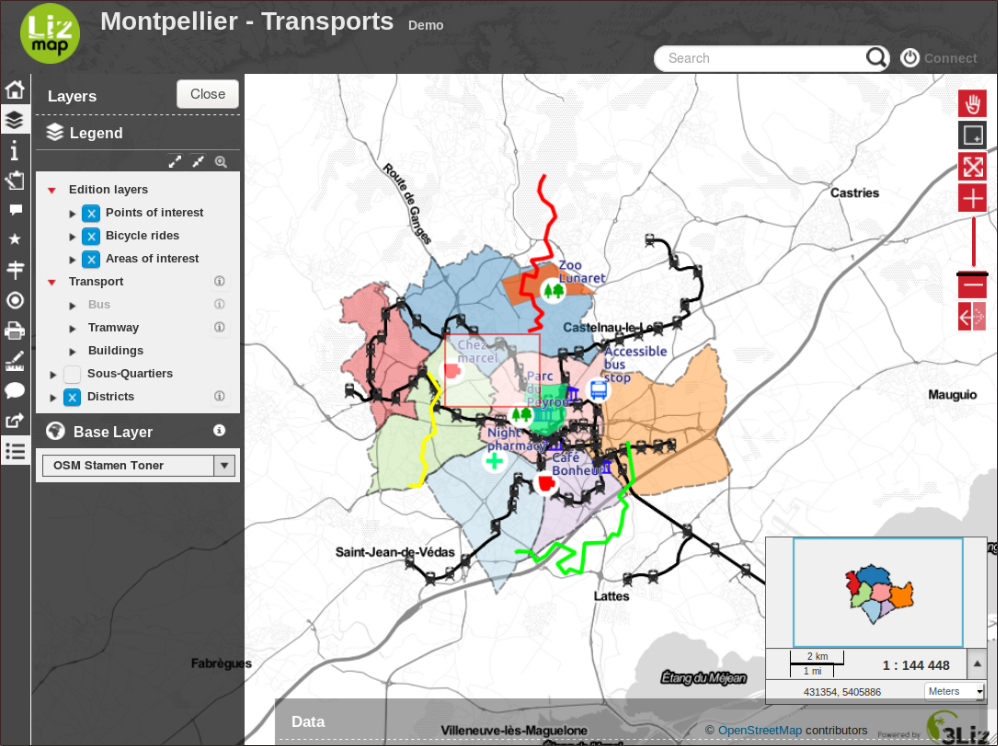 Liz
map
Montpellier - Transports Demo
Search
Connect
Layers
Close
Legend
Edition layers
Points of interest
Bicycle rides
Areas of interest
Transport
Bus
Tramway
Buildings
Sous-Quartiers
Districts
Base Layer
OSM Stamen Toner
Route de Ganges
Castries
Zoo
Lunaret
Castelnau-le-Le
Chez
marcel
Accessible
bus
stop
Parc
du
Peyrou
Mauguio
Night
pharmacy
Café
Bonheu
Saint-Jean-de-Védas
Lattes
Fabrègues
Étang du Méjean
2 km
1 mi
1 : 144 448
431354, 5405886
Meters
Data
Villeneuve-lès-Maguelone
© OpenStreetMap contributors
Powered by
3Liz